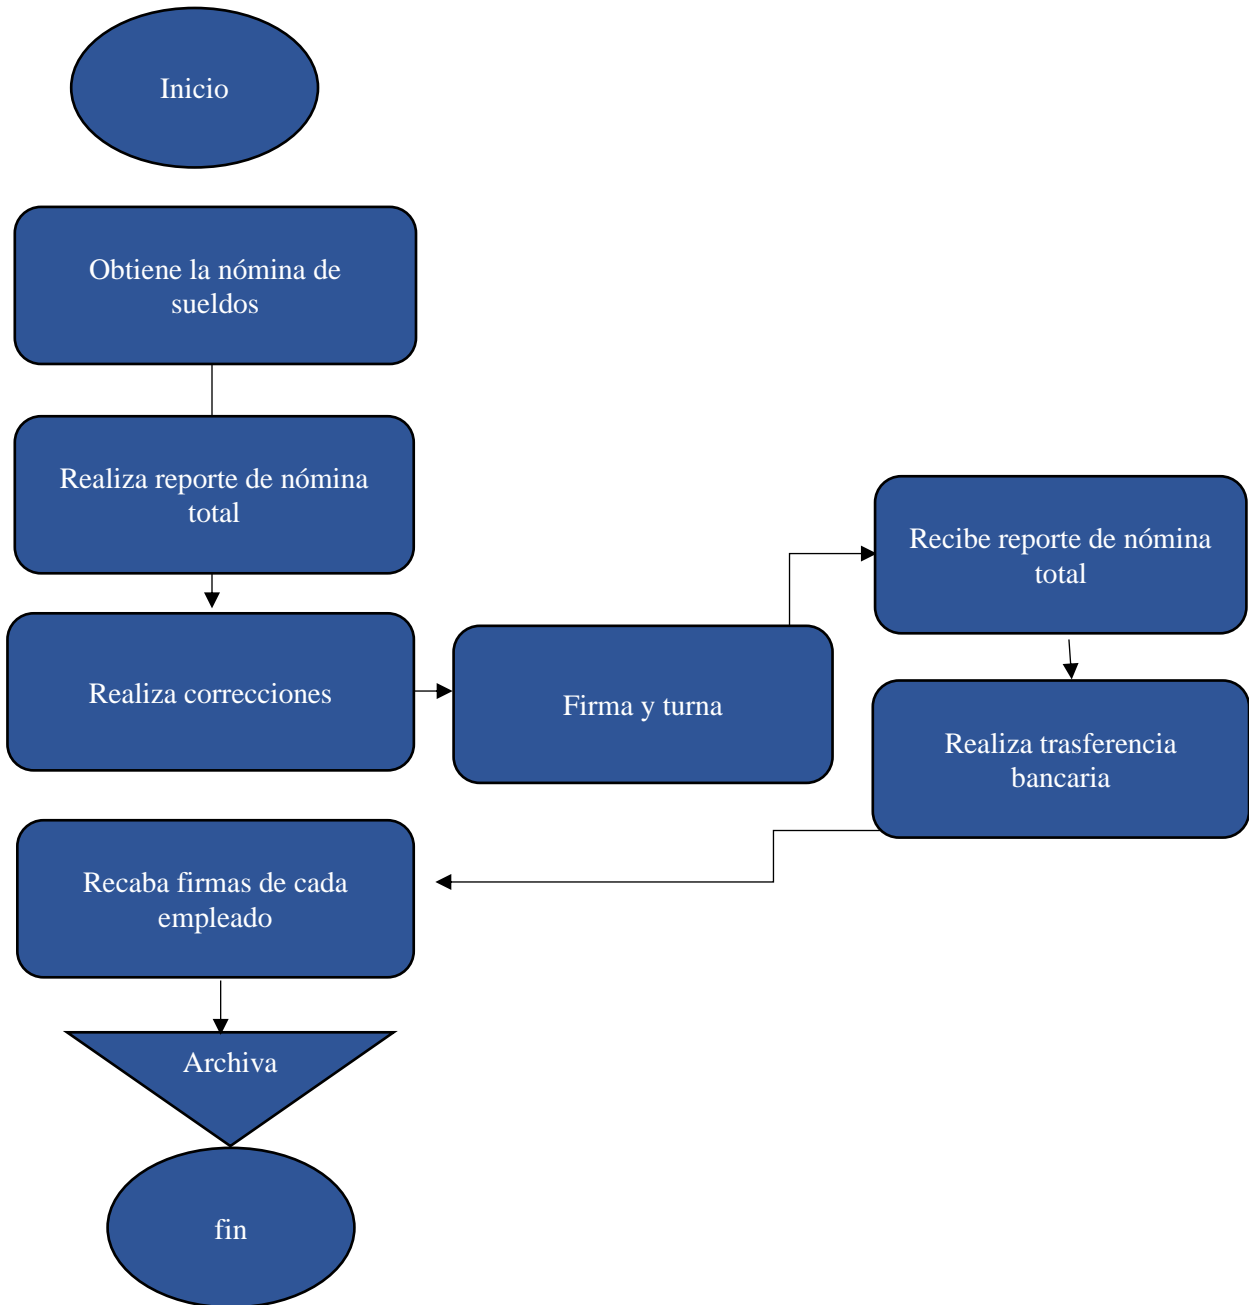 Inicio
Obtiene la nómina de
sueldos
Realiza reporte de nómina
total
Realiza correcciones
Firma y turna
Recibe reporte de nómina
total
Realiza trasferencia
bancaria
Recaba firmas de cada
empleado
Archiva
fin